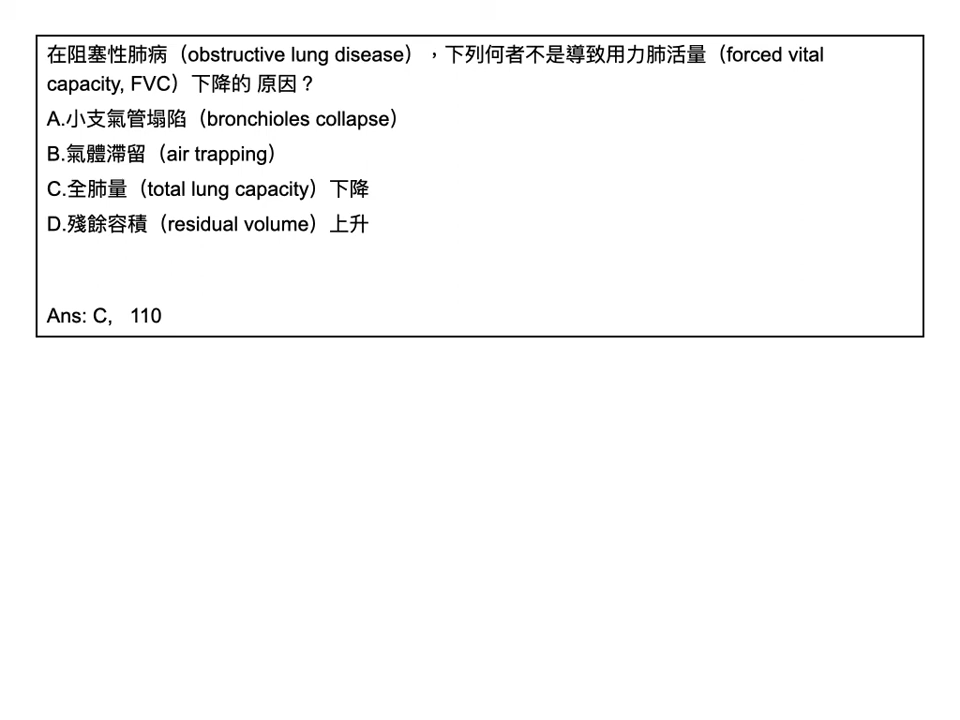 在阻塞性肺病（obstructive lung disease），下列何者不是導致用力肺活量（forced vital
capacity, FVC）下降的 原因？
A.小支氣管塌陷（bronchioles collapse）
B.氣體滯留（air trapping）
C.全肺量（total lung capacity）下降
D.殘餘容積（residual volume）上升
Ans: C, 110